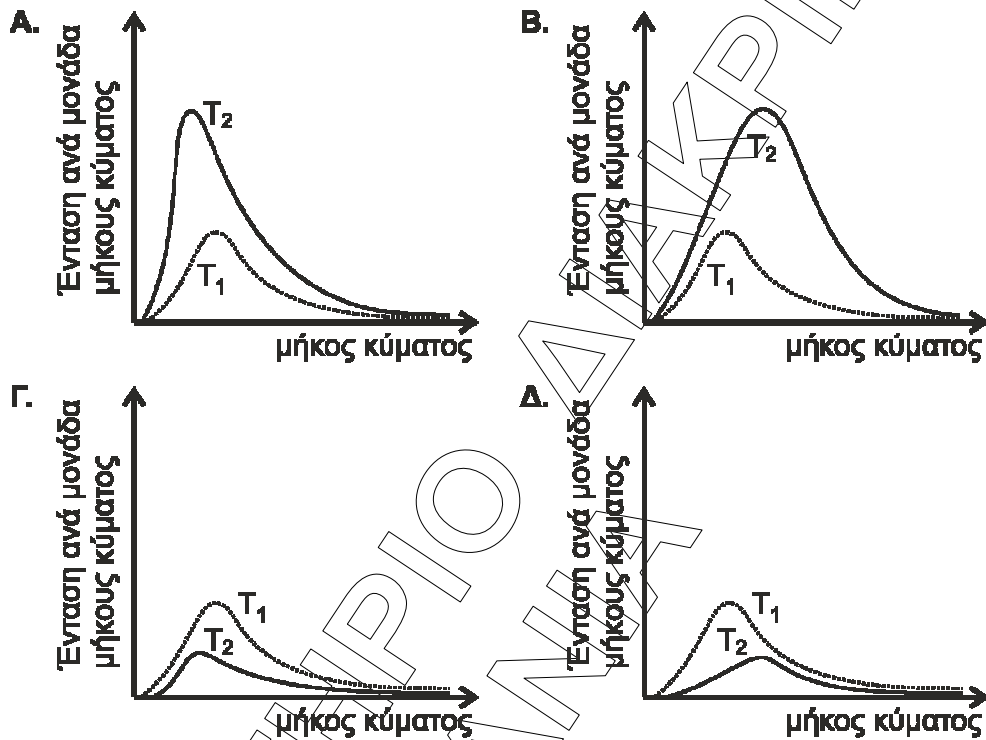 Α.
Ένταση ανά μονάδα
μήκους κύματος
T2
T1
μήκος κύματος
Β.
Ένταση ανά μονάδα
μήκους κύματος
T2
T1
μήκος κύματος
Γ.
Ένταση ανά μονάδα
μήκους κύματος
T1
T2
μήκος κύματος
Δ.
Ένταση ανά μονάδα
μήκους κύματος
T1
T2
μήκος κύματος